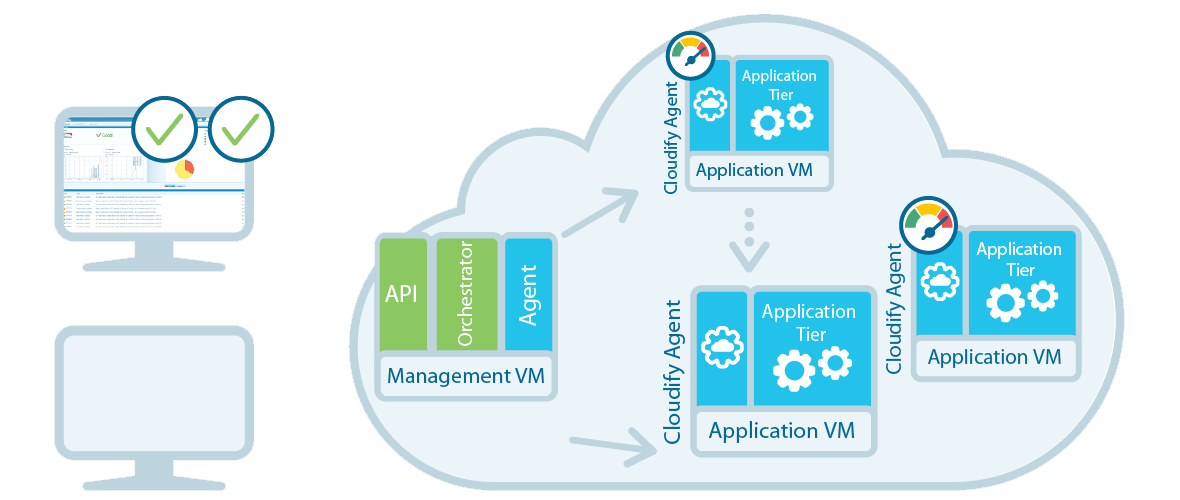 Good
API
Orchestrator
Agent
Management VM
Cloudify Agent
Application
Tier
Application VM
Cloudify Agent
Application
Tier
Application VM
Cloudify Agent
Application
Tier
Application VM